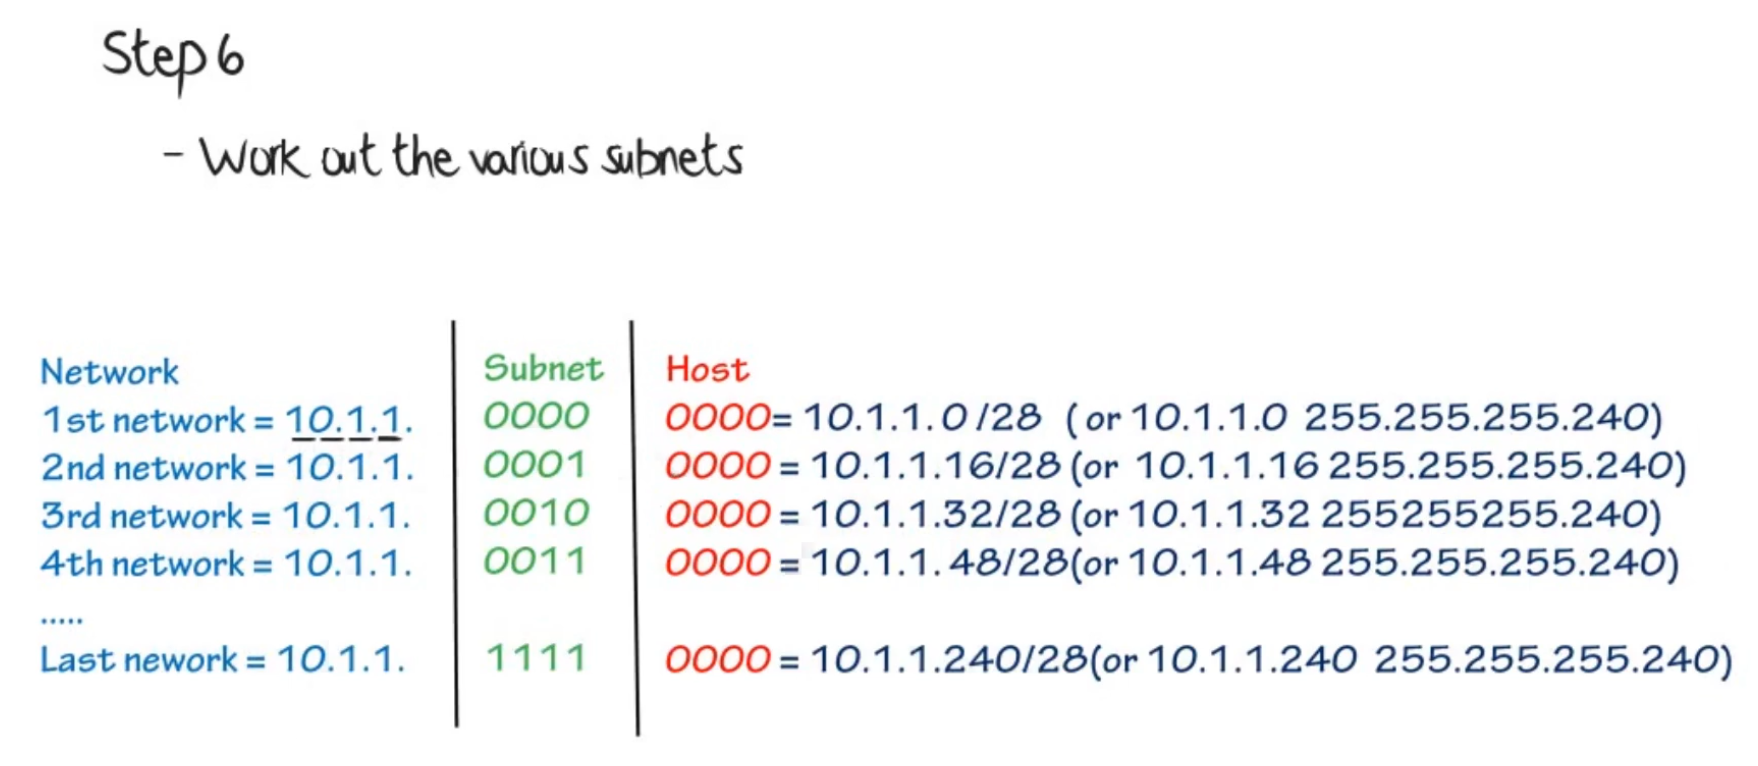 Step 6
- Work out the various subnets
Network Subnet Host
1st network = 10.1.1. 0000 0000= 10.1.1.0/28 (or 10.1.1.0 255.255.255.240)
2nd network = 10.1.1. 0001 0000 = 10.1.1.16/28 (or 10.1.1.16 255.255.255.240)
3rd network = 10.1.1. 0010 0000 = 10.1.1.32/28 (or 10.1.1.32 255255255.240)
4th network = 10.1.1. 0011 0000 = 10.1.1.48/28(or 10.1.1.48 255.255.255.240)
.....
Last nework = 10.1.1. 1111 0000 = 10.1.1.240/28(or 10.1.1.240 255.255.255.240)